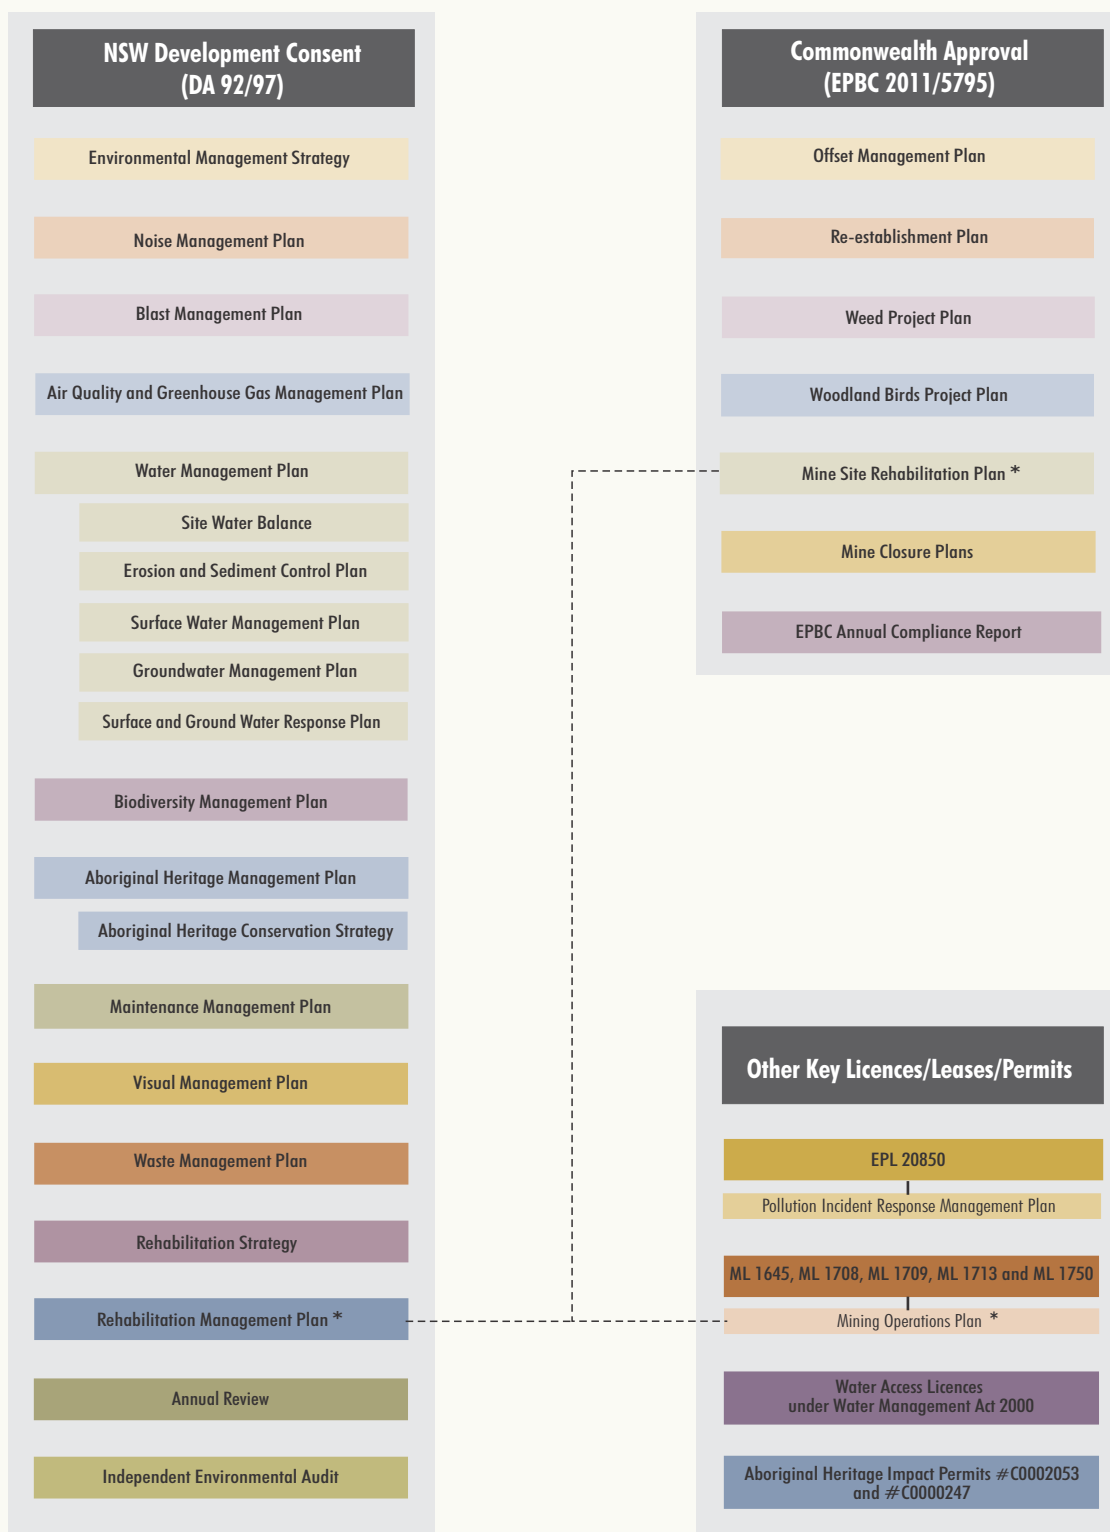 NSW Development Consent
(DA 92/97)
Environmental Management Strategy
Noise Management Plan
Blast Management Plan
Air Quality and Greenhouse Gas Management Plan
Water Management Plan
Site Water Balance
Erosion and Sediment Control Plan
Surface Water Management Plan
Groundwater Management Plan
Surface and Ground Water Response Plan
Biodiversity Management Plan
Aboriginal Heritage Management Plan
Aboriginal Heritage Conservation Strategy
Maintenance Management Plan
Visual Management Plan
Waste Management Plan
Rehabilitation Strategy
Rehabilitation Management Plan *
Annual Review
Independent Environmental Audit
Commonwealth Approval
(EPBC 2011/5795)
Offset Management Plan
Re-establishment Plan
Weed Project Plan
Woodland Birds Project Plan
Mine Site Rehabilitation Plan *
Mine Closure Plans
EPBC Annual Compliance Report
Other Key Licences/Leases/Permits
EPL 20850
Pollution Incident Response Management Plan
ML 1645, ML 1708, ML 1709, ML 1713 and ML 1750
Mining Operations Plan *
Water Access Licences
under Water Management Act 2000
Aboriginal Heritage Impact Permits #C0002053
and #C0000247